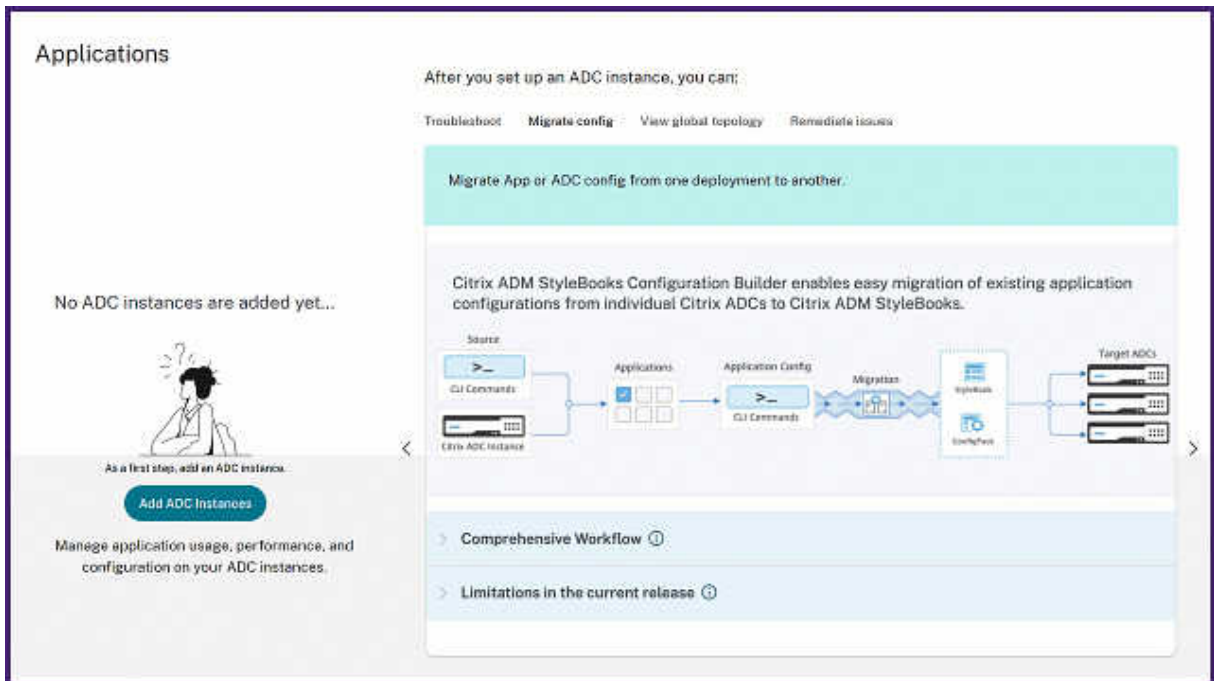 Applications
After you set up an ADC instance, you can:
Troubleshoot Migrate config View global topology Remediate issues
Migrate App or ADC config from one deployment to another.
No ADC instances are added yet...
As a first step, add an ADC instance.
Add ADC Instances
Manage application usage, performance, and
configuration on your ADC instances.
Citrix ADM StyleBooks Configuration Builder enables easy migration of existing application
configurations from individual Citrix ADCs to Citrix ADM StyleBooks.
Source
>_
CLI Commands
Citrix ADC Instance
Applications
Application Config
>_
CLI Commands
Migration
StyleBook
ConfigPack
Target ADCs
Comprehensive Workflow
Limitations in the current release